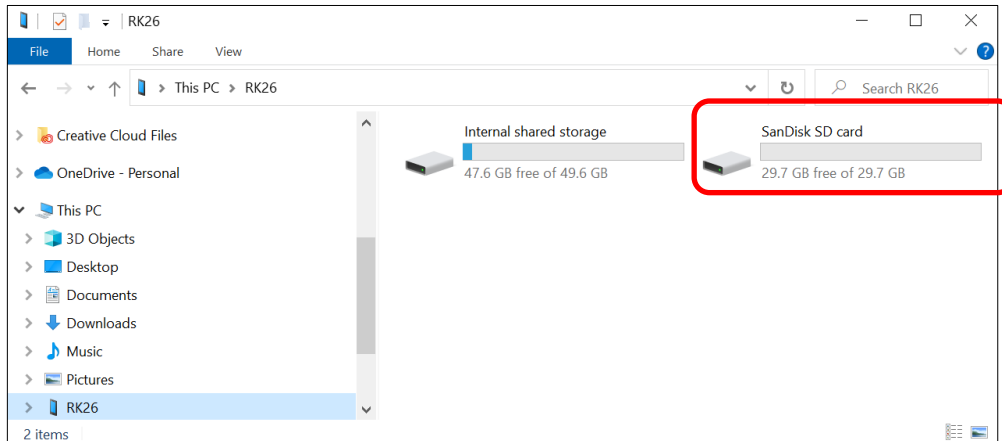 RK26
File Home Share View
This PC > RK26
Search RK26
Creative Cloud Files
OneDrive - Personal
This PC
3D Objects
Desktop
Documents
Downloads
Music
Pictures
RK26
Internal shared storage
47.6 GB free of 49.6 GB
SanDisk SD card
29.7 GB free of 29.7 GB
2 items